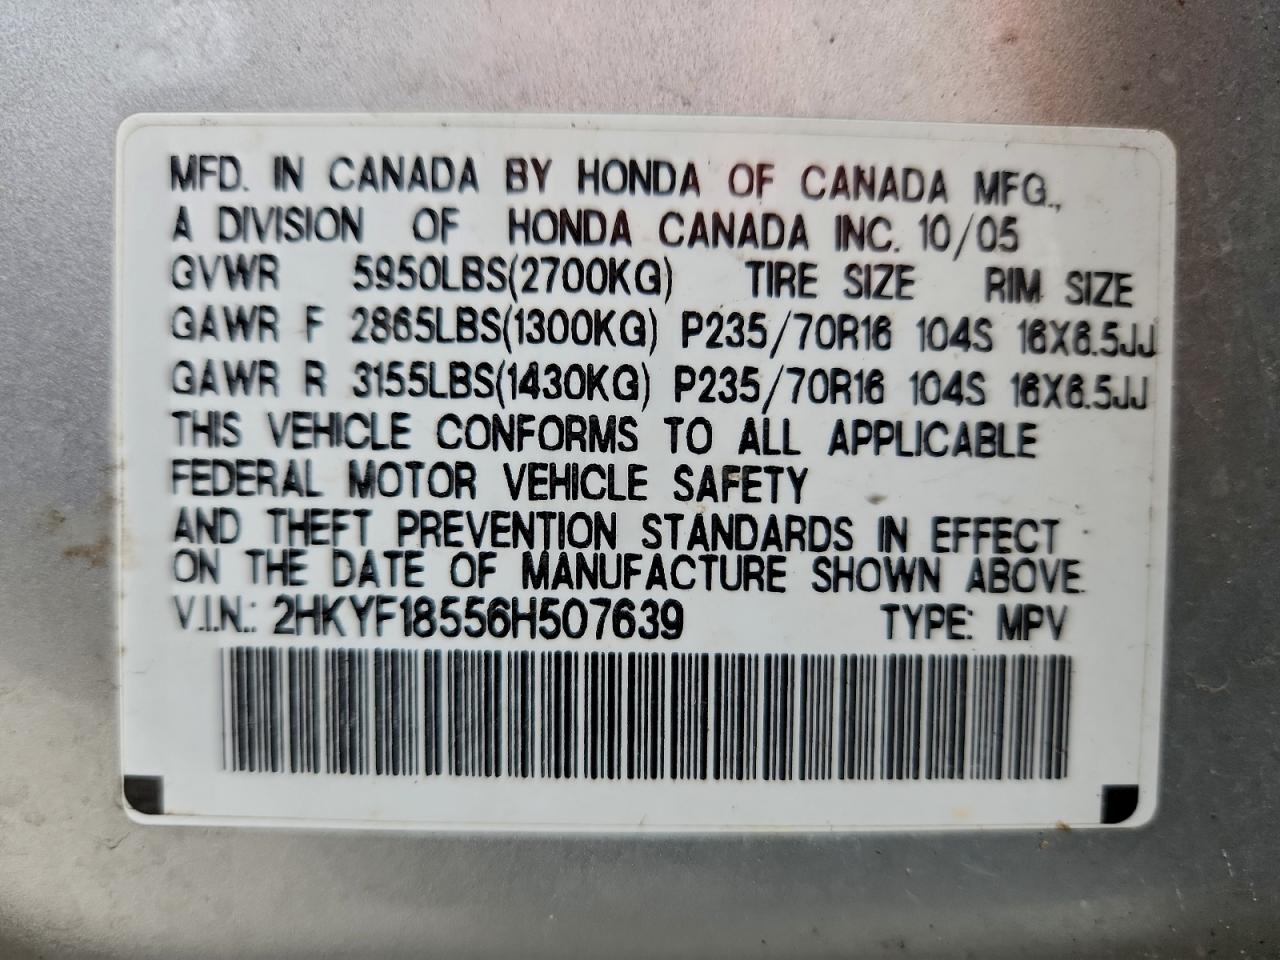 MFD. IN CANADA BY HONDA OF CANADA MFG.,
A DIVISION OF HONDA CANADA INC. 10/05
GVWR 5950LBS(2700KG) TIRE SIZE RIM SIZE
GAWR F 2865LBS(1300KG) P235/70R16 104S 16X6.5JJ
GAWR R 3155LBS(1430KG) P235/70R16 104S 16X6.5JJ
THIS VEHICLE CONFORMS TO ALL APPLICABLE
FEDERAL MOTOR VEHICLE SAFETY
AND THEFT PREVENTION STANDARDS IN EFFECT
ON THE DATE OF MANUFACTURE SHOWN ABOVE.
V.I.N.: 2HKYF18556H507639 TYPE: MPV